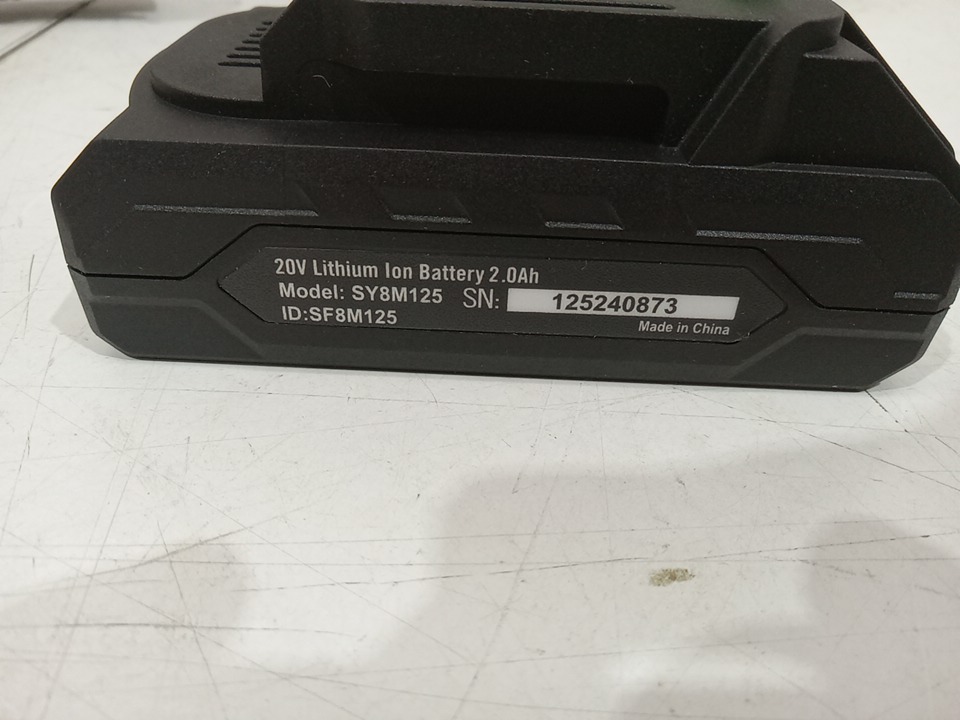 20V Lithium Ion Battery 2.0Ah
Model: SY8M125 SN: 125240873
ID:SF8M125
Made in China